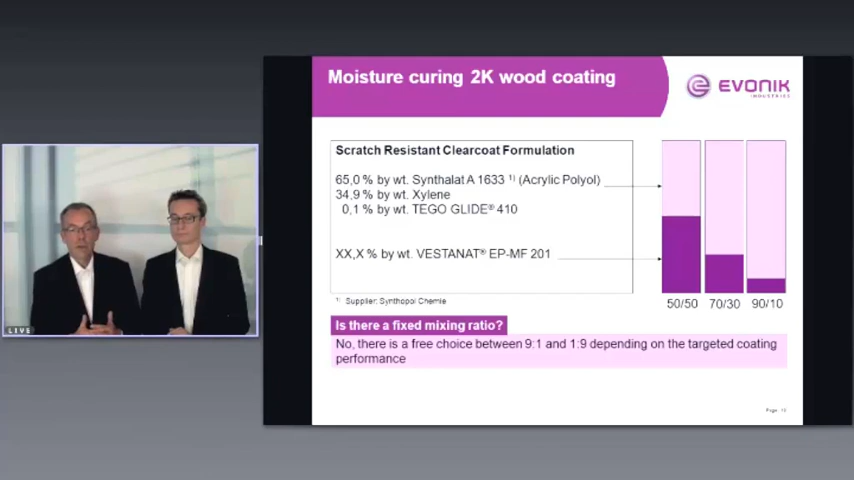 Moisture curing 2K wood coating
EVONIK
INDUSTRIES
Scratch Resistant Clearcoat Formulation
65,0 % by wt. Synthalat A 1633 ¹⁾ (Acrylic Polyol)
34,9 % by wt. Xylene
0,1 % by wt. TEGO GLIDE® 410
XX,X % by wt. VESTANAT® EP-MF 201
50/50 70/30 90/10
¹⁾ Supplier: Synthopol Chemie
Is there a fixed mixing ratio?
No, there is a free choice between 9:1 and 1:9 depending on the targeted coating
performance
LIVE